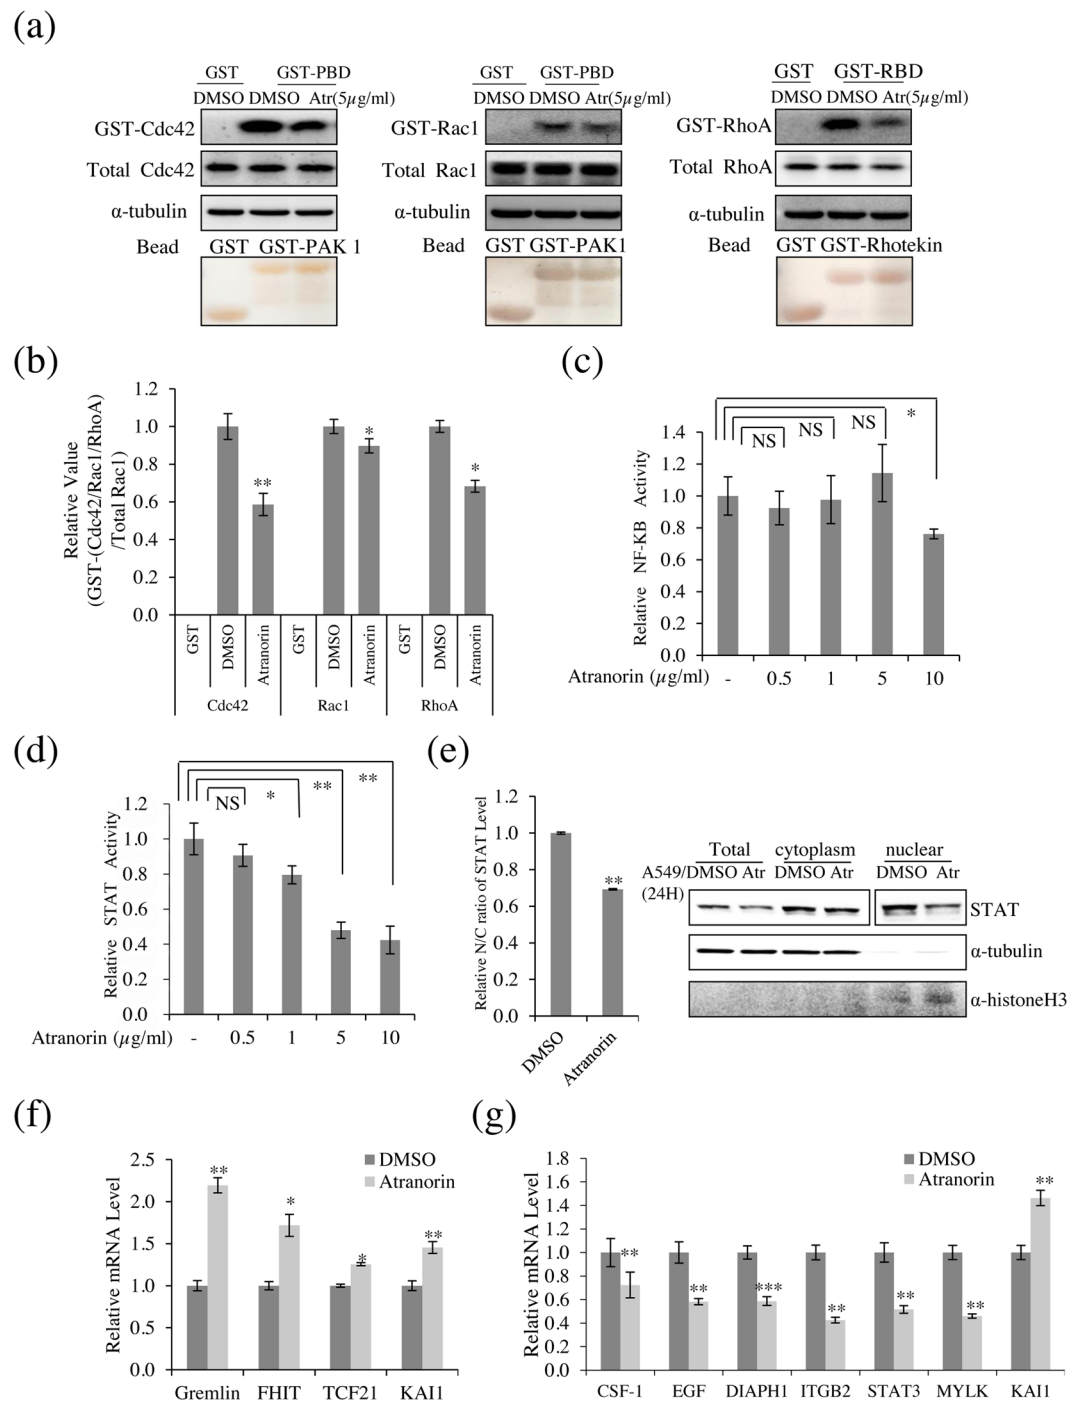 (a)
GST GST-PBD
DMSO DMSO Atr(5µg/ml)
GST-Cdc42
Total Cdc42
α-tubulin
Bead GST GST-PAK 1
GST GST-PBD
DMSO DMSO Atr(5µg/ml)
GST-Rac1
Total Rac1
α-tubulin
Bead GST GST-PAK1
GST GST-RBD
DMSO DMSO Atr(5µg/ml)
GST-RhoA
Total RhoA
α-tubulin
Bead GST GST-Rhotekin
(b)
Relative Value
(GST-(Cdc42/Rac1/RhoA)
/Total Rac1)
1.2
1.0
0.8
0.6
0.4
0.2
0.0
** * *
GST DMSO Atranorin GST DMSO Atranorin GST DMSO Atranorin
Cdc42 Rac1 RhoA
(c)
Relative NF-KB Activity
NS NS NS *
1.4
1.2
1.0
0.8
0.6
0.4
0.2
0.0
Atranorin (µg/ml) - 0.5 1 5 10
(d)
Relative STAT Activity
NS * ** **
1.2
1.0
0.8
0.6
0.4
0.2
0.0
Atranorin (µg/ml) - 0.5 1 5 10
(e)
Relative N/C ratio of STAT Level
1.2
1.0
0.8
0.6
0.4
0.2
0.0
**
DMSO Atranorin
Total cytoplasm nuclear
A549/DMSO Atr DMSO Atr DMSO Atr
(24H)
STAT
α-tubulin
α-histoneH3
(f)
Relative mRNA Level
2.5
2.0
1.5
1.0
0.5
0.0
DMSO
Atranorin
** * * **
Gremlin FHIT TCF21 KAI1
(g)
Relative mRNA Level
1.8
1.6
1.4
1.2
1.0
0.8
0.6
0.4
0.2
0.0
DMSO
Atranorin
** ** *** ** ** ** **
CSF-1 EGF DIAPH1 ITGB2 STAT3 MYLK KAI1